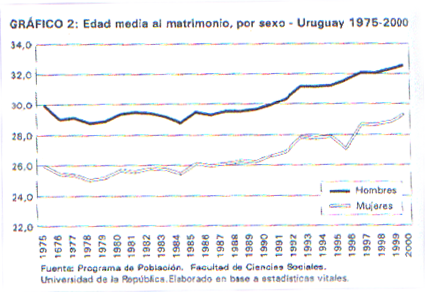 GRÁFICO 2: Edad media al matrimonio, por sexo - Uruguay 1975-2000
34,0
32,0
30,0
28,0
26,0
24,0
22,0
Hombres
Mujeres
1975 1976 1977 1978 1979 1980 1981 1982 1983 1984 1985 1986 1987 1988 1989 1990 1991 1992 1993 1994 1995 1996 1997 1998 1999 2000
Fuente: Programa de Población. Facultad de Ciencias Sociales.
Universidad de la República.Elaborado en base a estadísticas vitales.